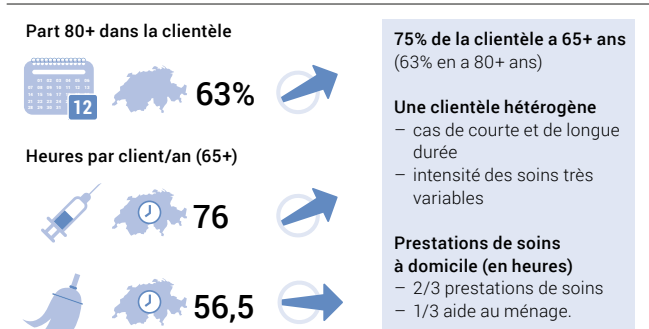 Part 80+ dans la clientèle
12
63%
Heures par client/an (65+)
76
56,5
75% de la clientèle a 65+ ans
(63% en a 80+ ans)
Une clientèle hétérogène
– cas de courte et de longue
durée
– intensité des soins très
variables
Prestations de soins
à domicile (en heures)
– 2/3 prestations de soins
– 1/3 aide au ménage.